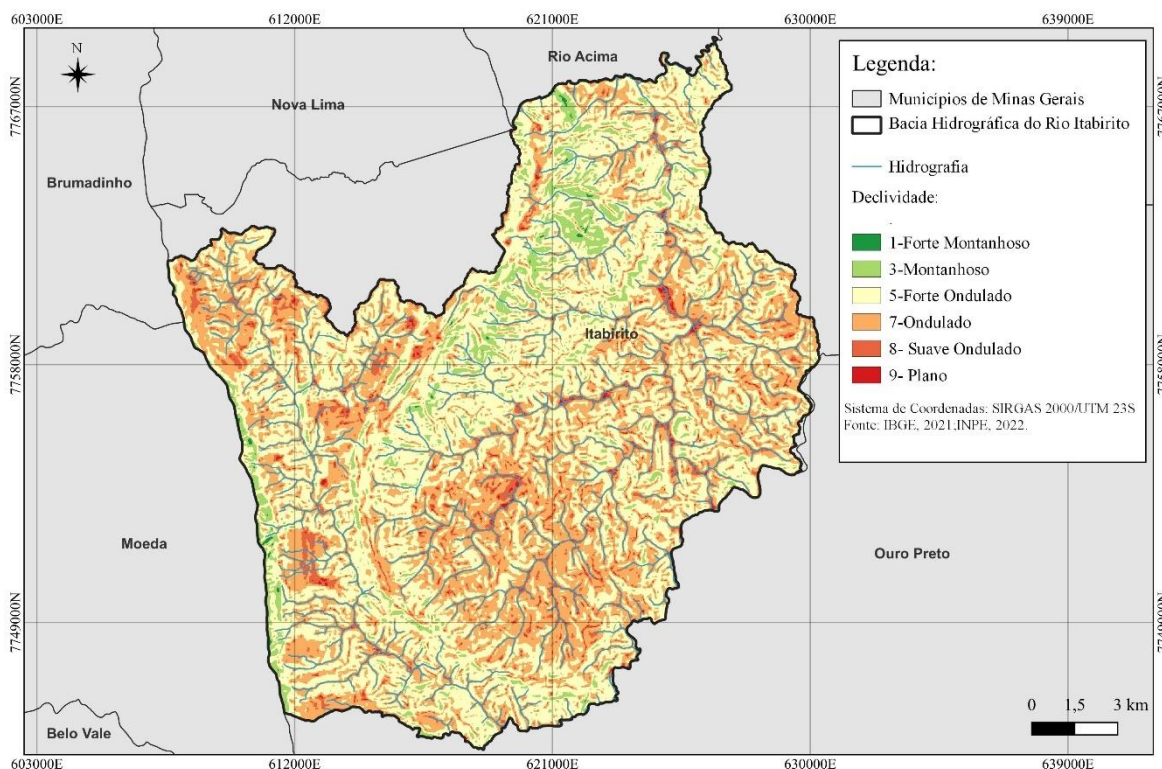 603000E 612000E 621000E 630000E 639000E
N
Rio Acima
Nova Lima
Brumadinho
Itabirito
Moeda
Ouro Preto
Belo Vale
7767000N
7758000N
7749000N
7767000N
7758000N
7749000N
Legenda:
Municípios de Minas Gerais
Bacia Hidrográfica do Rio Itabirito
Hidrografia
Declividade:
.
1-Forte Montanhoso
3-Montanhoso
5-Forte Ondulado
7-Ondulado
8- Suave Ondulado
9- Plano
Sistema de Coordenadas: SIRGAS 2000/UTM 23S
Fonte: IBGE, 2021;INPE, 2022.
0 1,5 3 km
603000E 612000E 621000E 630000E 639000E